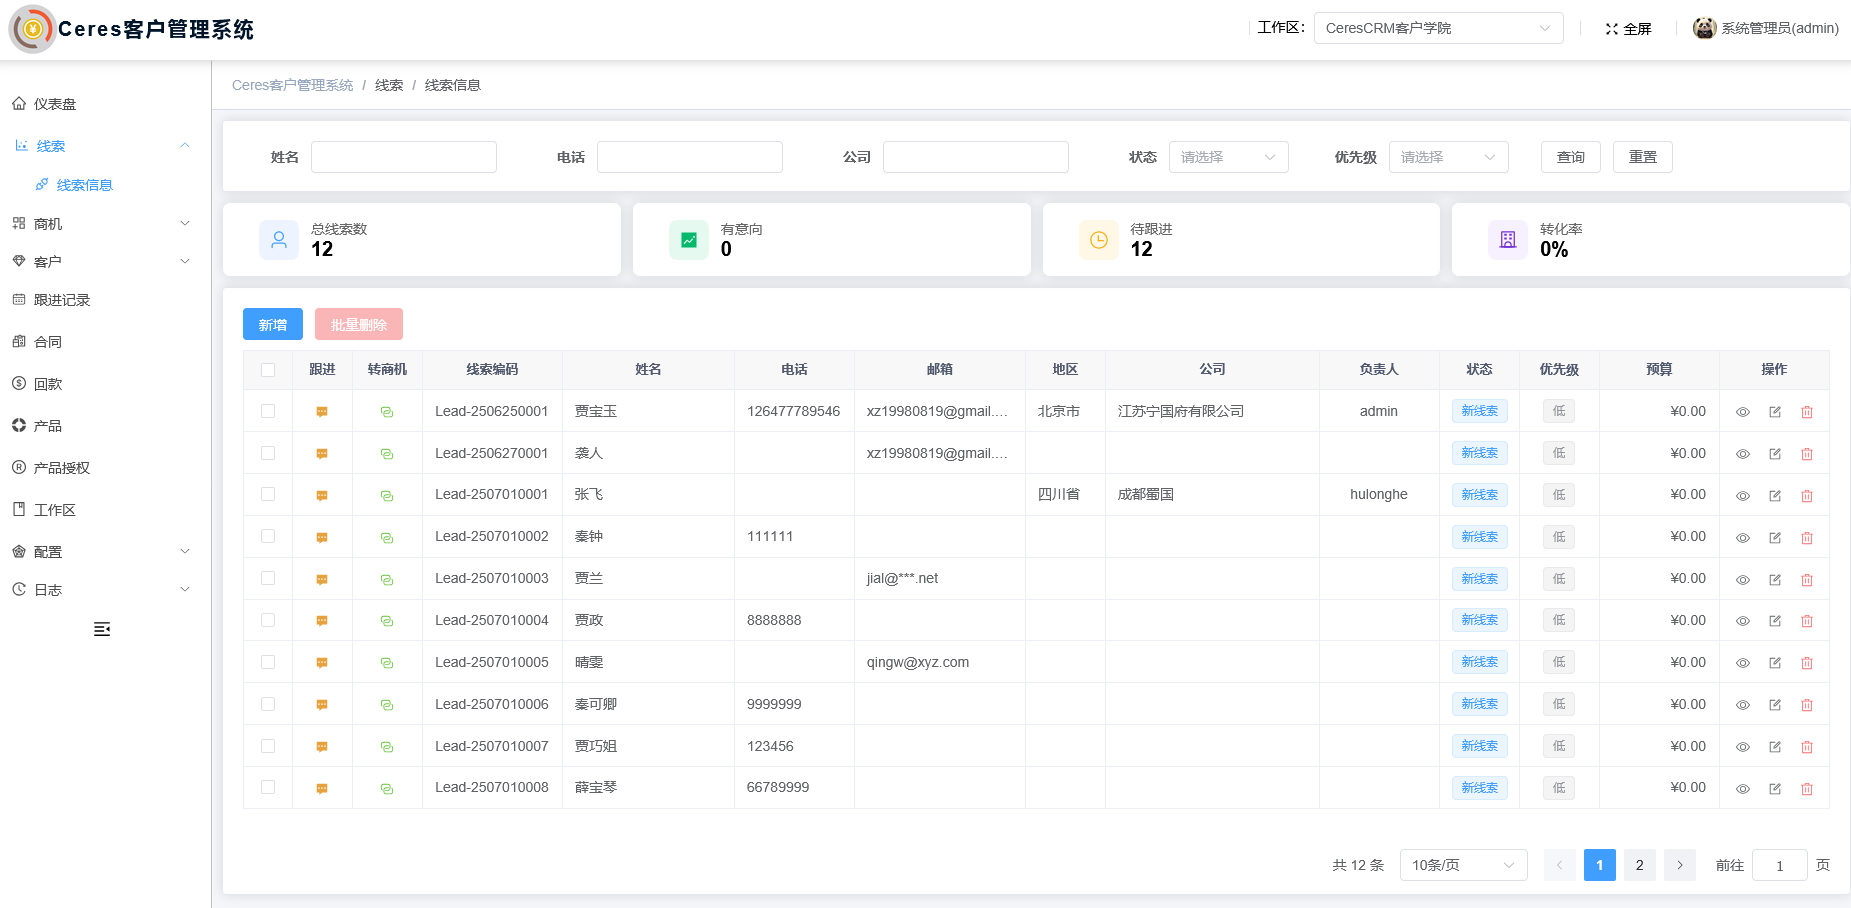 Ceres客户管理系统
工作区： CeresCRM客户学院 全屏 系统管理员(admin)
Ceres客户管理系统 / 线索 / 线索信息
仪表盘
线索
线索信息
商机
客户
跟进记录
合同
回款
产品
产品授权
工作区
配置
日志
姓名 电话 公司 状态 请选择 优先级 请选择 查询 重置
总线索数 有意向 待跟进 转化率
12 0 12 0%
新增 批量删除
跟进 转商机 线索编码 姓名 电话 邮箱 地区 公司 负责人 状态 优先级 预算 操作
Lead-2506250001 贾宝玉 126477789546 xz19980819@gmail.… 北京市 江苏宁国府有限公司 admin 新线索 低 ¥0.00
Lead-2506270001 袭人 xz19980819@gmail.… 新线索 低 ¥0.00
Lead-2507010001 张飞 四川省 成都蜀国 hulonghe 新线索 低 ¥0.00
Lead-2507010002 秦钟 111111 新线索 低 ¥0.00
Lead-2507010003 贾兰 jial@***.net 新线索 低 ¥0.00
Lead-2507010004 贾政 8888888 新线索 低 ¥0.00
Lead-2507010005 晴雯 qingw@xyz.com 新线索 低 ¥0.00
Lead-2507010006 秦可卿 9999999 新线索 低 ¥0.00
Lead-2507010007 贾巧姐 123456 新线索 低 ¥0.00
Lead-2507010008 薛宝琴 66789999 新线索 低 ¥0.00
共 12 条 10条/页 1 2 前往 1 页